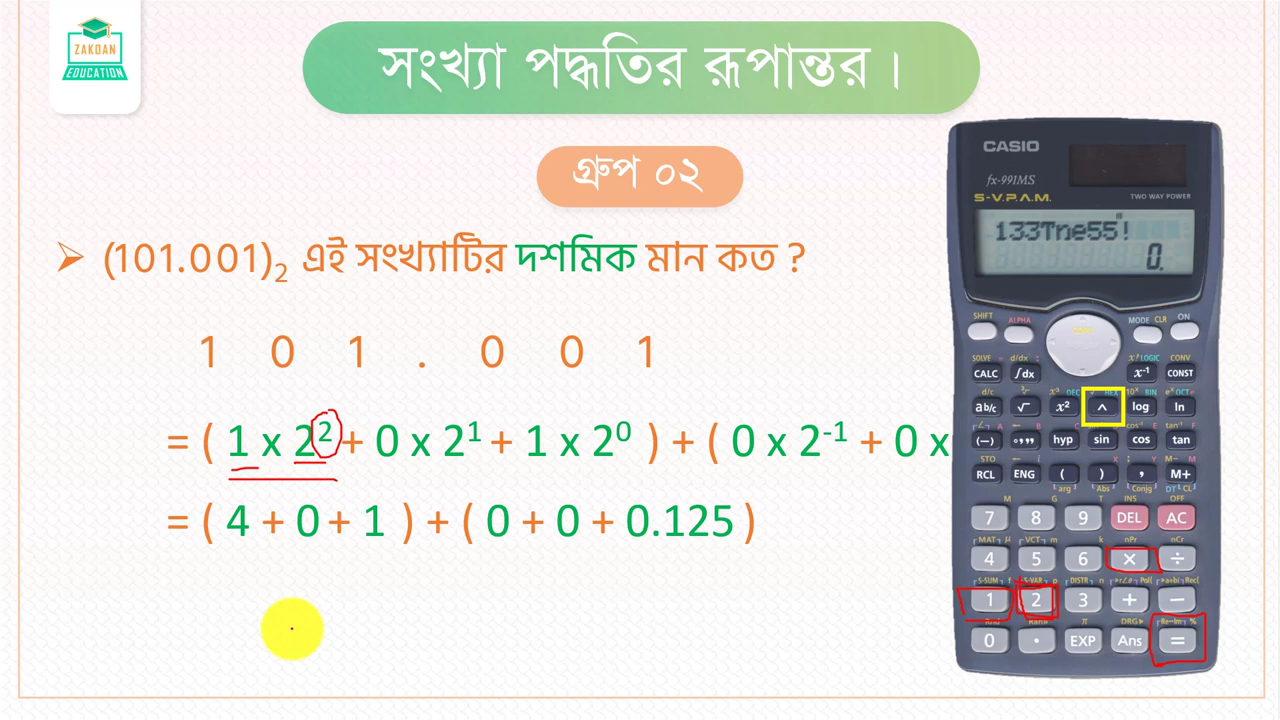 ZAKOAN
EDUCATION
সংখ্যা পদ্ধতির রূপান্তর ।
গ্রুপ ০২
(101.001)2 এই সংখ্যাটির দশমিক মান কত ?
1 0 1 . 0 0 1
= ( 1 x 2² + 0 x 2¹ + 1 x 2⁰ ) + ( 0 x 2⁻¹ + 0 x
= ( 4 + 0 + 1 ) + ( 0 + 0 + 0.125 )
CASIO
fx-991MS
S-V.P.A.M. TWO WAY POWER
133Tne55!
0.
SHIFT ALPHA MODE CLR ON
SOLVE d/dx x! LOGIC CONV
CALC ∫dx x⁻¹ CONST
ab/c √ x² ^ log ln
(−) °,,, hyp sin cos tan
RCL ENG ( ) , M+
7 8 9 DEL AC
4 5 6 × ÷
1 2 3 + −
0 . EXP Ans =